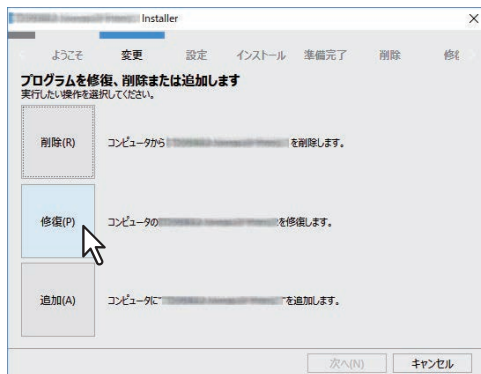 Installer
ようこそ 変更 設定 インストール 準備完了 削除
プログラムを修復、削除または追加します
実行したい操作を選択してください。
削除(R) コンピュータから を削除します。
修復(P) コンピュータの を修復します。
追加(A) コンピュータに を追加します。
次へ(N) キャンセル